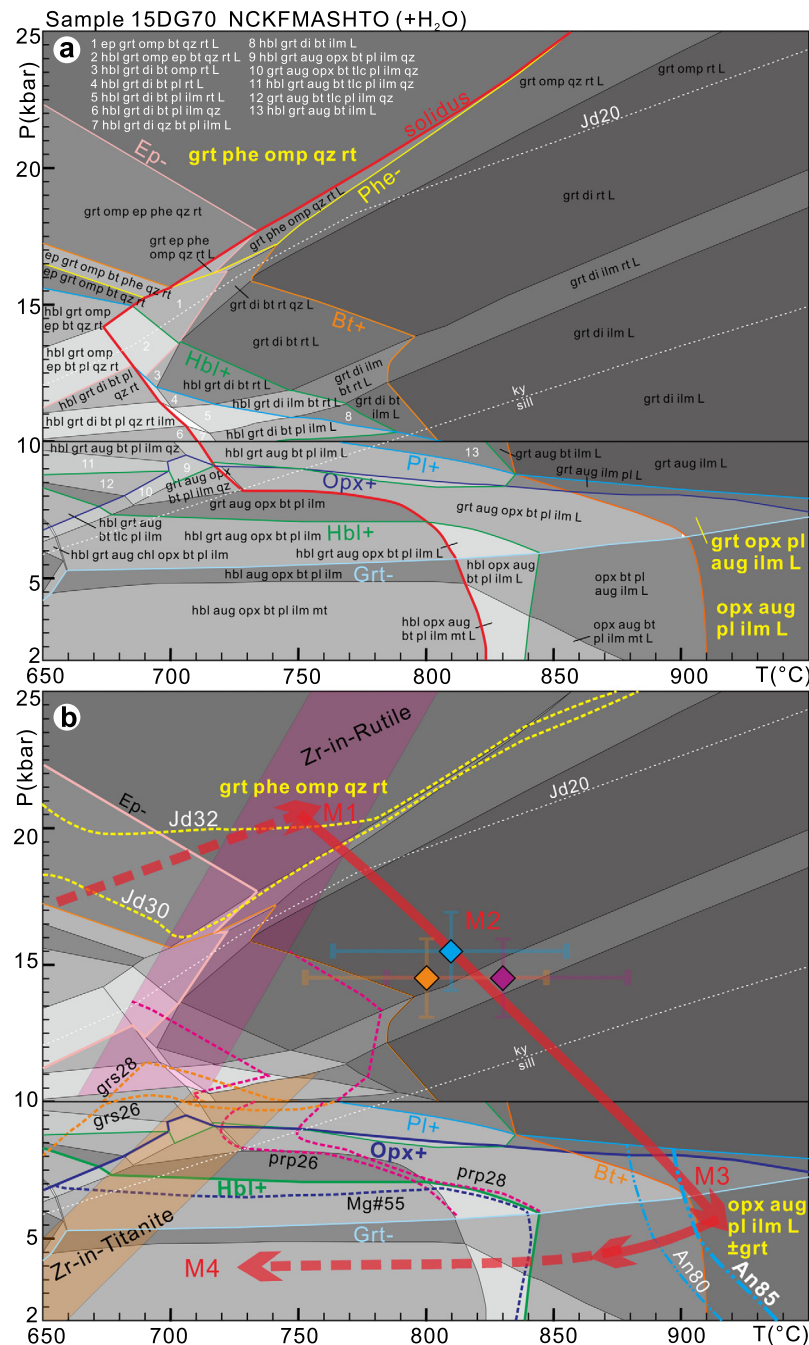 Sample 15DG70 NCKFMASHTO (+H₂O)
25
a
1 ep grt omp bt qz rt L
2 hbl grt omp ep bt qz rt L
3 hbl grt di bt omp rt L
4 hbl grt di bt pl rt L
5 hbl grt di bt pl ilm rt L
6 hbl grt di bt pl ilm qz
7 hbl grt di qz bt pl ilm L
8 hbl grt di bt ilm L
9 hbl grt aug opx bt pl ilm qz
10 grt aug opx bt tlc pl ilm qz
11 hbl grt aug bt tlc pl ilm qz
12 grt aug bt tlc pl ilm qz
13 hbl grt aug bt ilm L
P(kbar)
grt omp qz rt L
grt omp rt L
solidus
Jd20
Ep-
grt phe omp qz rt
20
Phe-
grt di rt L
grt omp ep phe qz rt
grt phe omp qz rt L
grt ep phe
omp qz rt L
ep grt omp bt phe qz rt
ep grt omp bt qz rt
grt di ilm rt L
15
1
grt di bt rt qz L
hbl grt omp
ep bt qz rt
Bt+
grt di ilm L
2
grt di bt rt L
hbl grt omp
ep bt pl qz rt
Hbl+
grt di ilm
bt rt L
hbl grt di bt pl
qz rt
3
hbl grt di bt rt L
ky
sill
4
grt di ilm L
hbl grt di ilm bt rt L
grt di bt
ilm L
5
8
hbl grt di bt pl qz rt ilm
6
7
hbl grt di bt pl ilm L
10
hbl grt aug bt pl ilm qz
hbl grt aug bt pl ilm L
13
grt aug bt ilm L
grt aug ilm L
11
9
Pl+
grt aug ilm pl L
12
10
grt aug opx
bt pl ilm qz
Opx+
grt aug opx bt pl ilm
grt aug opx bt pl ilm L
hbl grt aug
bt tlc pl ilm
hbl grt aug opx bt pl ilm
Hbl+
hbl grt aug chl opx bt pl ilm
hbl grt aug opx bt pl ilm L
grt opx pl
aug ilm L
5
hbl aug opx bt pl ilm
Grt-
hbl opx aug
bt pl ilm L
opx bt pl
aug ilm L
hbl aug opx bt pl ilm mt
opx aug
pl ilm L
hbl opx aug
bt pl ilm mt L
opx aug bt
pl ilm mt L
2
650
700
750
800
850
900
T(°C)
25
b
P(kbar)
Zr-in-Rutile
grt phe omp qz rt
Ep-
Jd20
Jd32
M1
20
Jd30
M2
15
ky
sill
grs28
10
grs26
Pl+
Opx+
prp26
prp28
Bt+
M3
Hbl+
Mg#55
opx aug
pl ilm L
±grt
5
Grt-
Zr-in-Titanite
M4
An80
An85
2
650
700
750
800
850
900
T(°C)